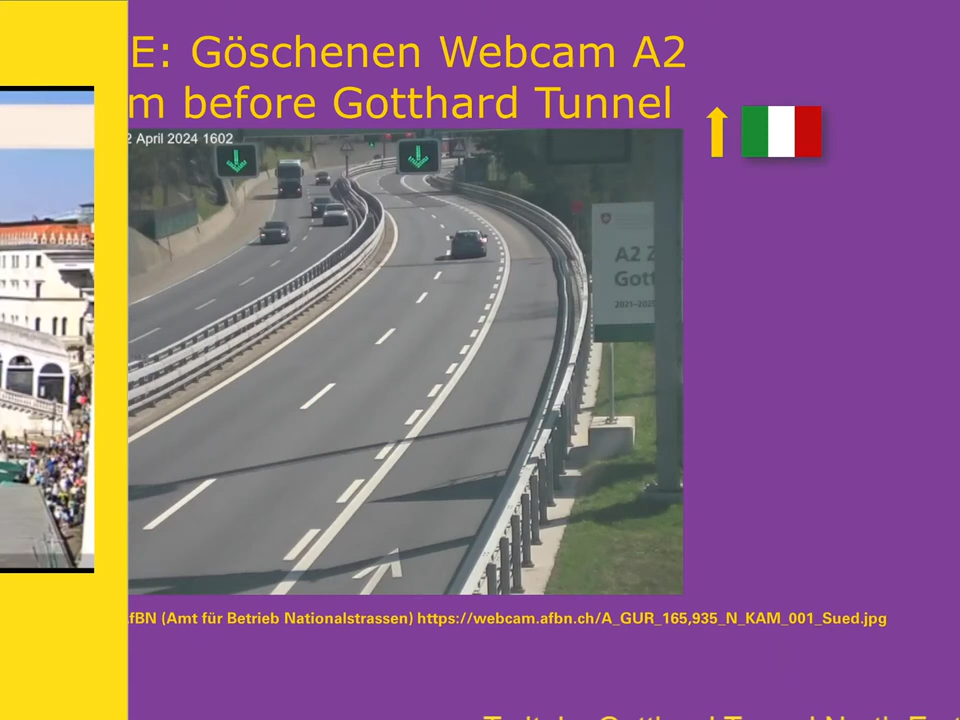 E: Göschenen Webcam A2
m before Gotthard Tunnel
2 April 2024 1602
A2 Z
Gott
fBN (Amt für Betrieb Nationalstrassen) https://webcam.afbn.ch/A_GUR_165,935_N_KAM_001_Sued.jpg